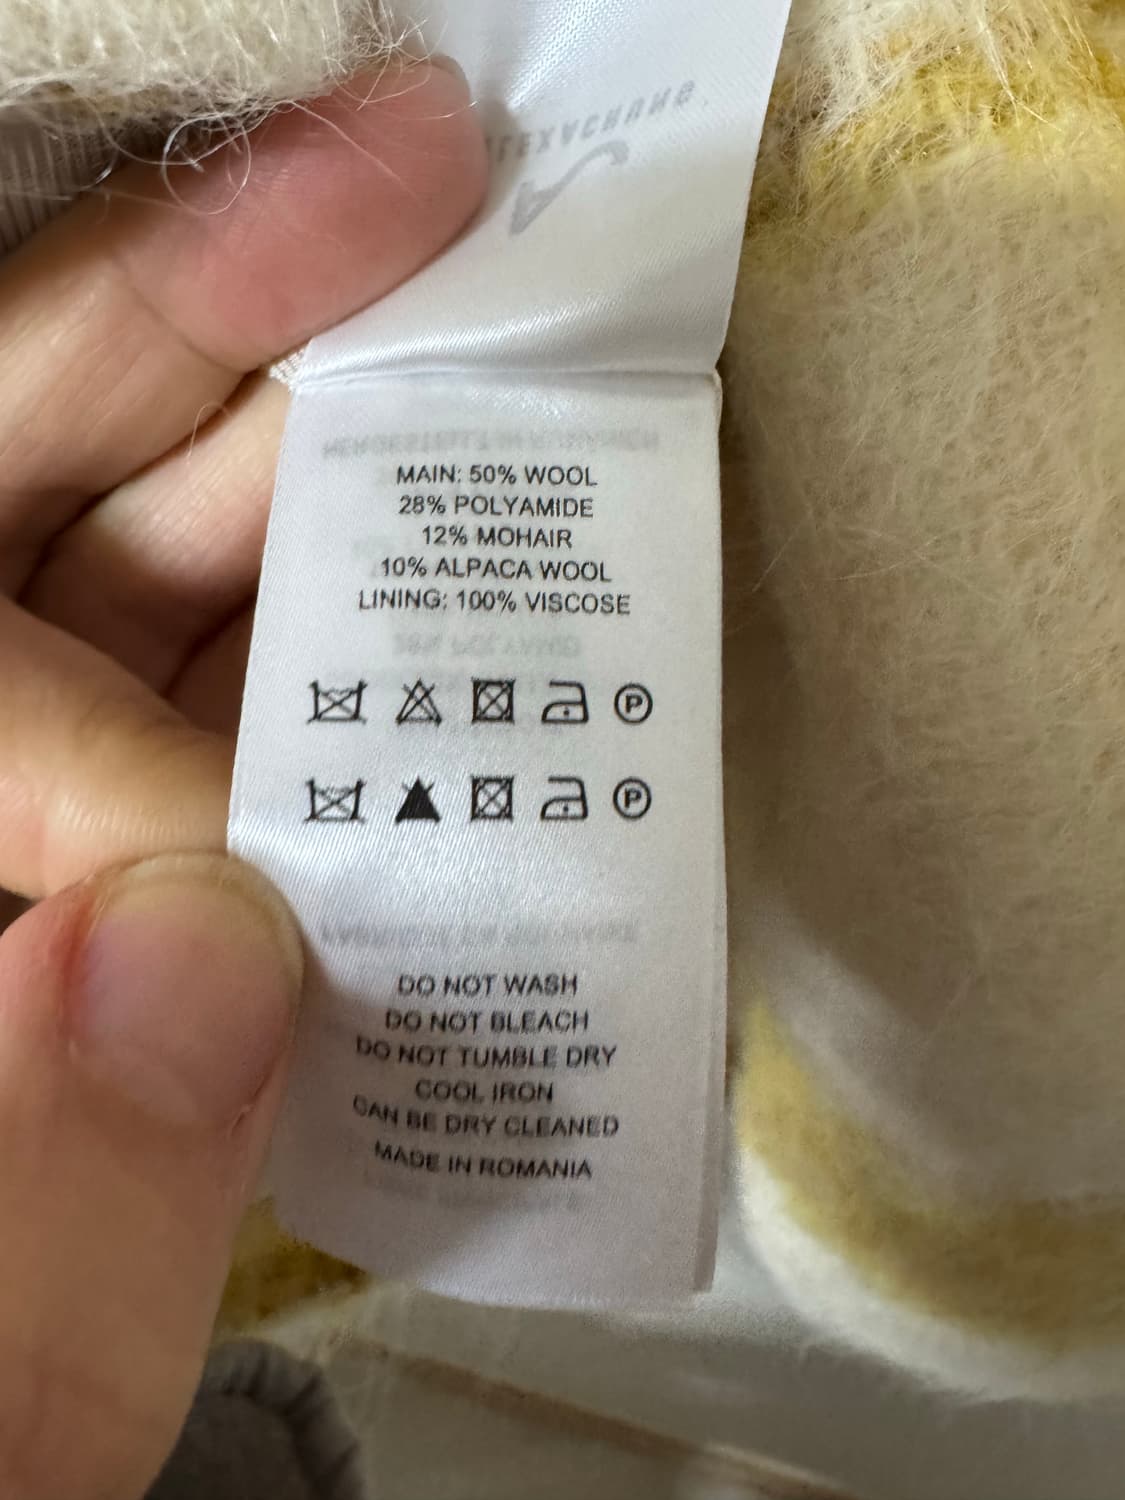 ALEXACHUNG
MAIN: 50% WOOL
28% POLYAMIDE
12% MOHAIR
10% ALPACA WOOL
LINING: 100% VISCOSE
P
P
DO NOT WASH
DO NOT BLEACH
DO NOT TUMBLE DRY
COOL IRON
CAN BE DRY CLEANED
MADE IN ROMANIA